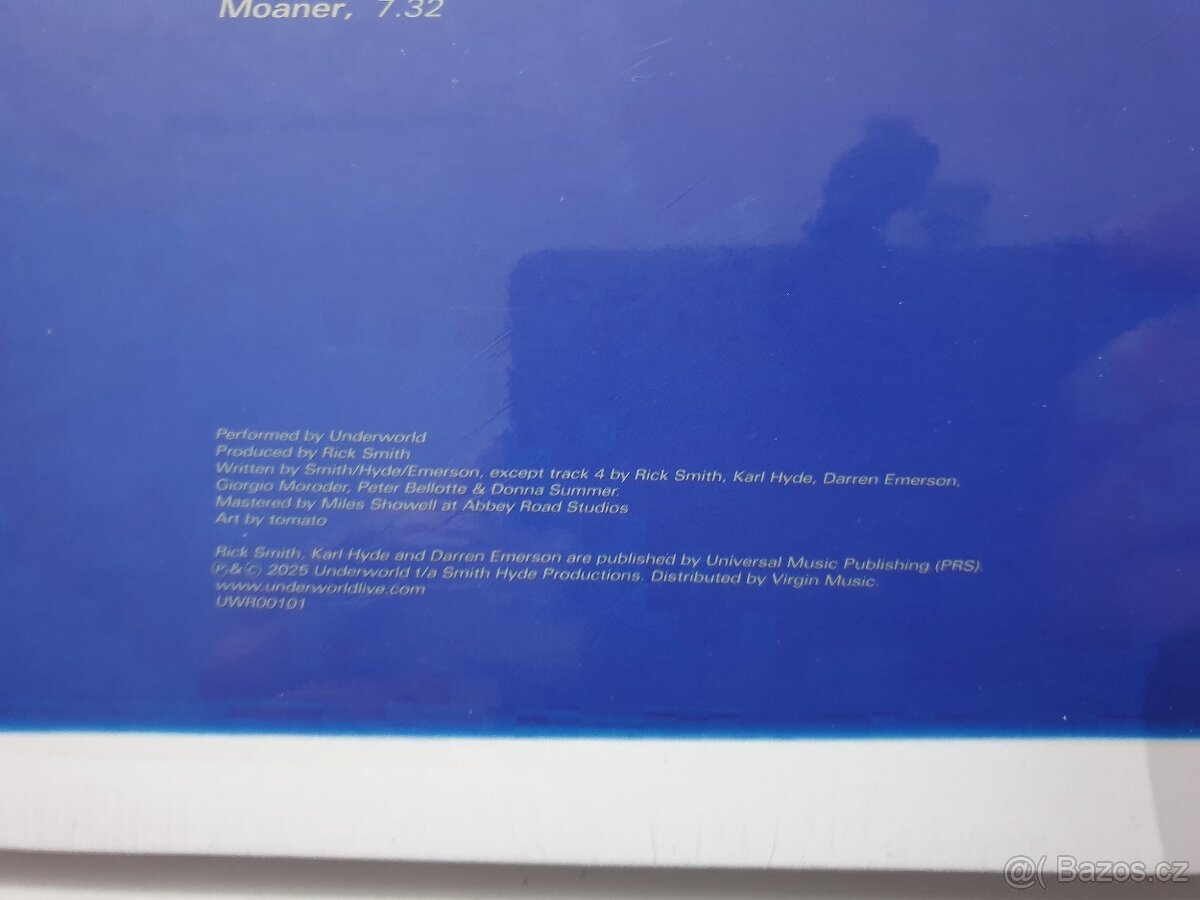 Moaner, 7.32
Performed by Underworld
Produced by Rick Smith
Written by Smith/Hyde/Emerson, except track 4 by Rick Smith, Karl Hyde, Darren Emerson,
Giorgio Moroder, Peter Bellotte & Donna Summer.
Mastered by Miles Showell at Abbey Road Studios
Art by tomato
Rick Smith, Karl Hyde and Darren Emerson are published by Universal Music Publishing (PRS).
Ⓟ&© 2025 Underworld t/a Smith Hyde Productions. Distributed by Virgin Music.
www.underworldlive.com
UWR00101
@( Bazoš.cz